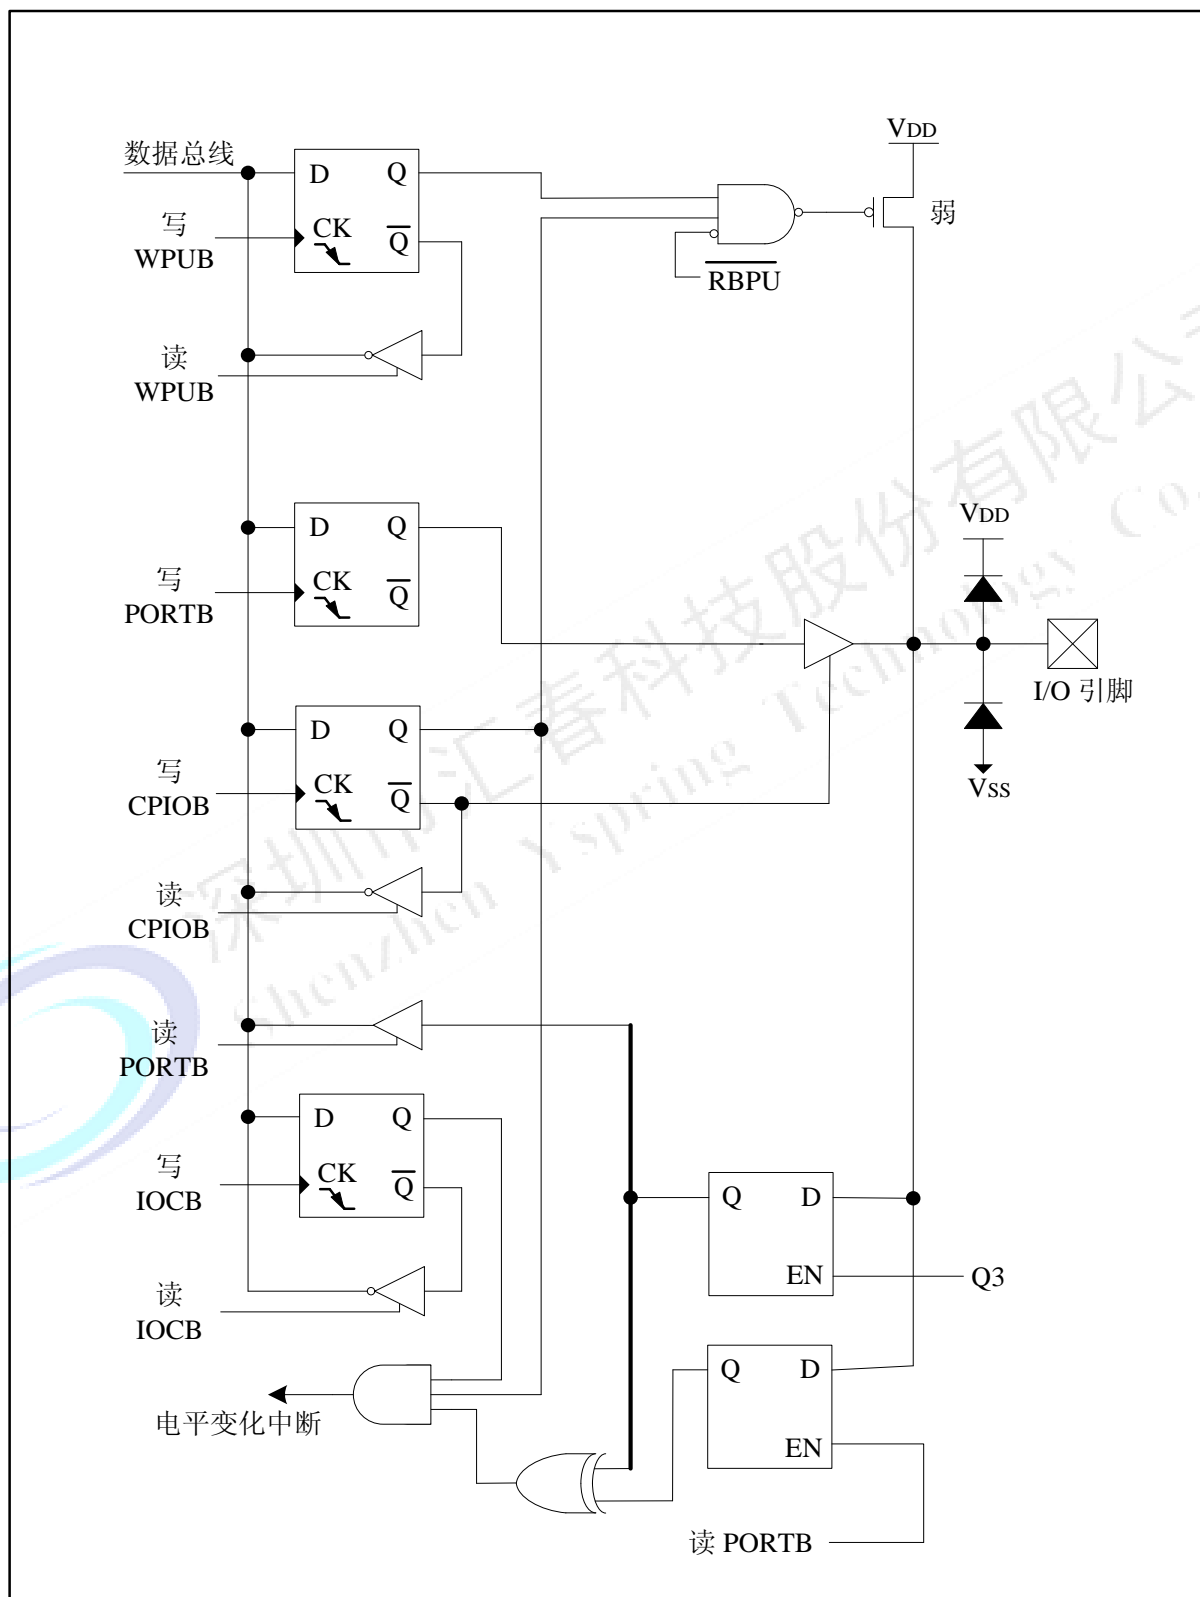 VDD
数据总线
D Q
弱
写
WPUB
CK Q
RBPU
读
WPUB
VDD
D Q
写
PORTB
CK Q
I/O 引脚
D Q
写
CPIOB
CK Q
VSS
读
CPIOB
读
PORTB
D Q
写
IOCB
CK Q
Q D
EN
Q3
读
IOCB
Q D
电平变化中断
EN
读 PORTB
深圳市汇春科技股份有限公司
Shenzhen Yspring Technology Co.